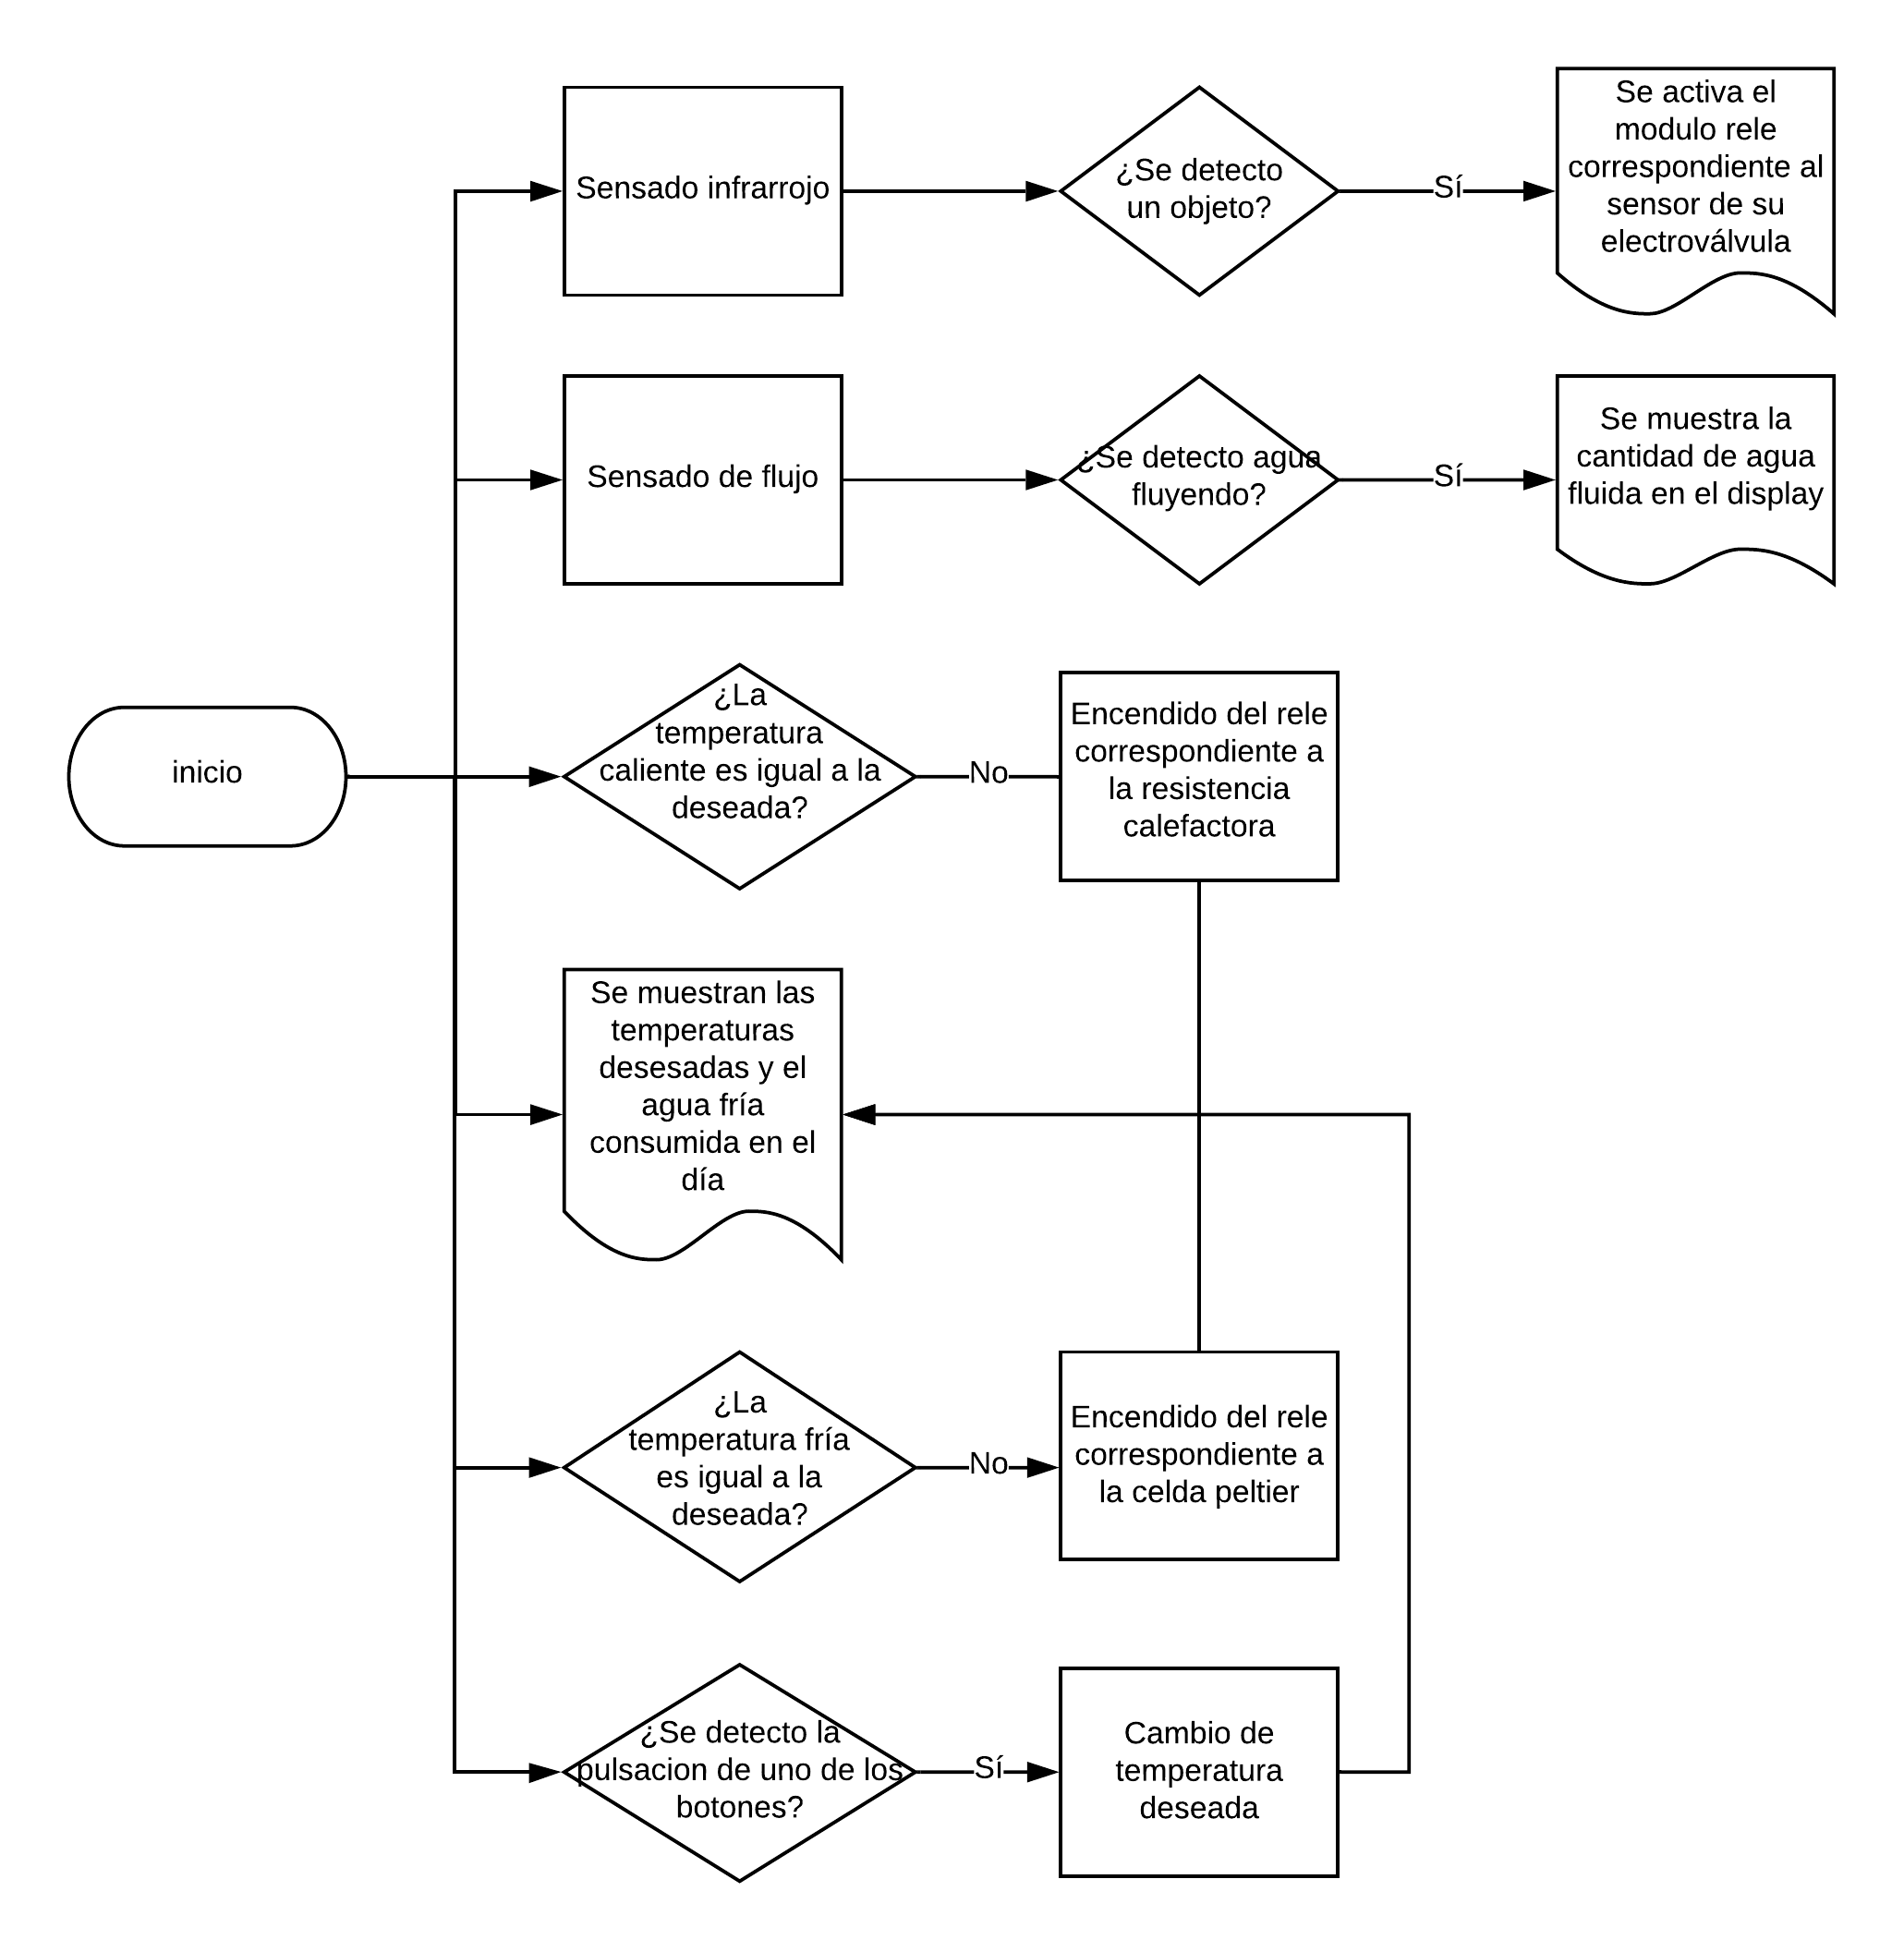 Sensado infrarrojo
¿Se detecto
un objeto?
Sí
Se activa el
modulo rele
correspondiente al
sensor de su
electroválvula
Sensado de flujo
¿Se detecto agua
fluyendo?
Sí
Se muestra la
cantidad de agua
fluida en el display
inicio
¿La
temperatura
caliente es igual a la
deseada?
No
Encendido del rele
correspondiente a
la resistencia
calefactora
Se muestran las
temperaturas
desesadas y el
agua fría
consumida en el
día
¿La
temperatura fría
es igual a la
deseada?
No
Encendido del rele
correspondiente a
la celda peltier
¿Se detecto la
pulsacion de uno de los
botones?
Sí
Cambio de
temperatura
deseada